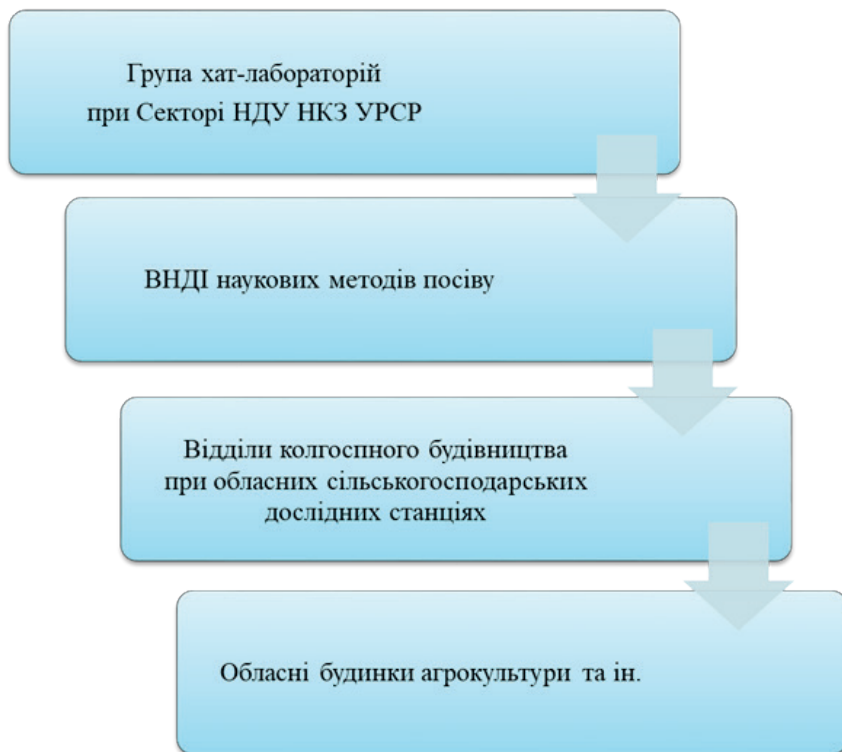 Група хат-лабораторій
при Секторі НДУ НКЗ УРСР
ВНДІ наукових методів посіву
Відділи колгоспного будівництва
при обласних сільськогосподарських
дослідних станціях
Обласні будинки агрокультури та ін.